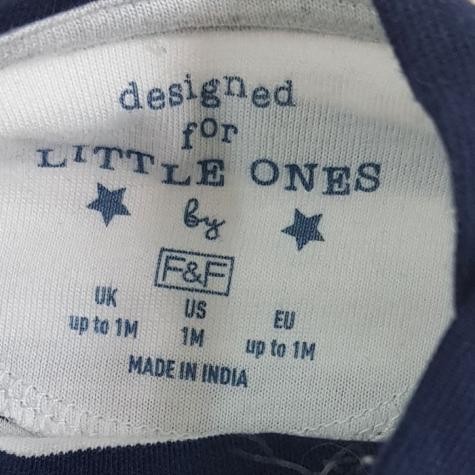 designed
for
LITTLE ONES
by
F&F
UK US EU
up to 1M 1M up to 1M
MADE IN INDIA